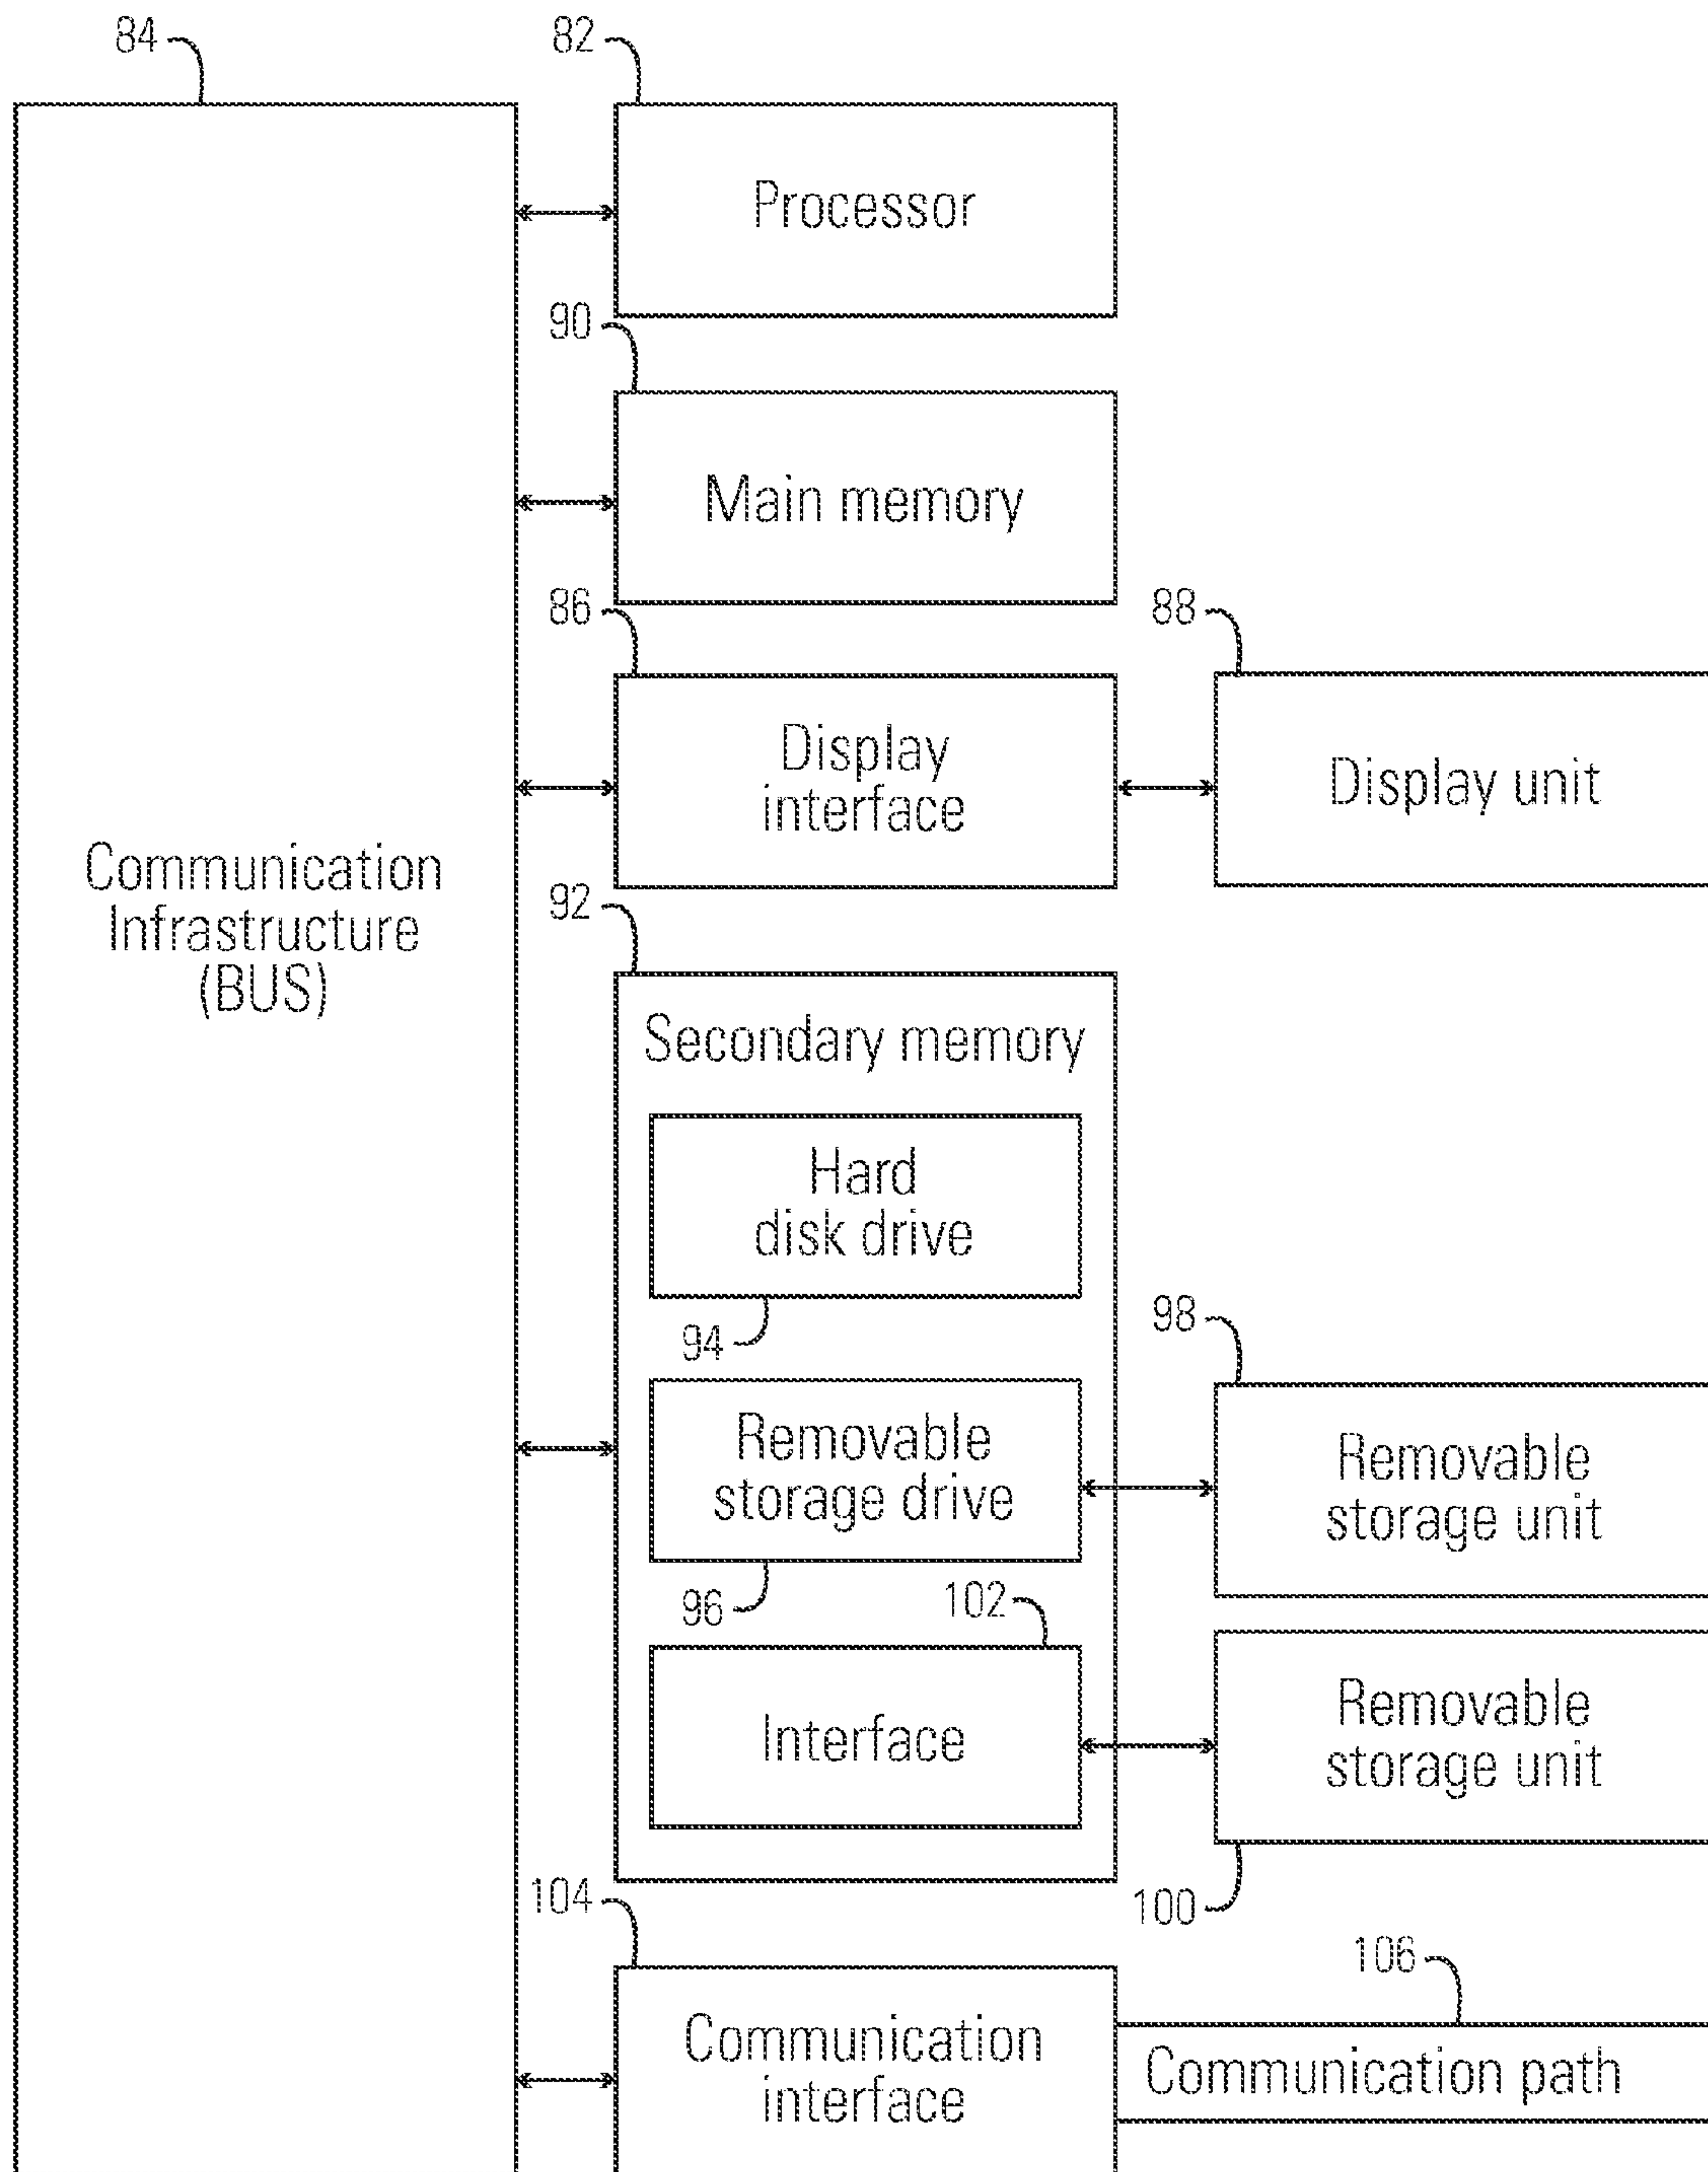 84
82
Processor
90
Main memory
86
88
Display
interface
Display unit
Communication
Infrastructure
(BUS)
92
Secondary memory
Hard
disk drive
94
98
Removable
storage drive
Removable
storage unit
96
102
Interface
Removable
storage unit
104
100
106
Communication
interface
Communication path